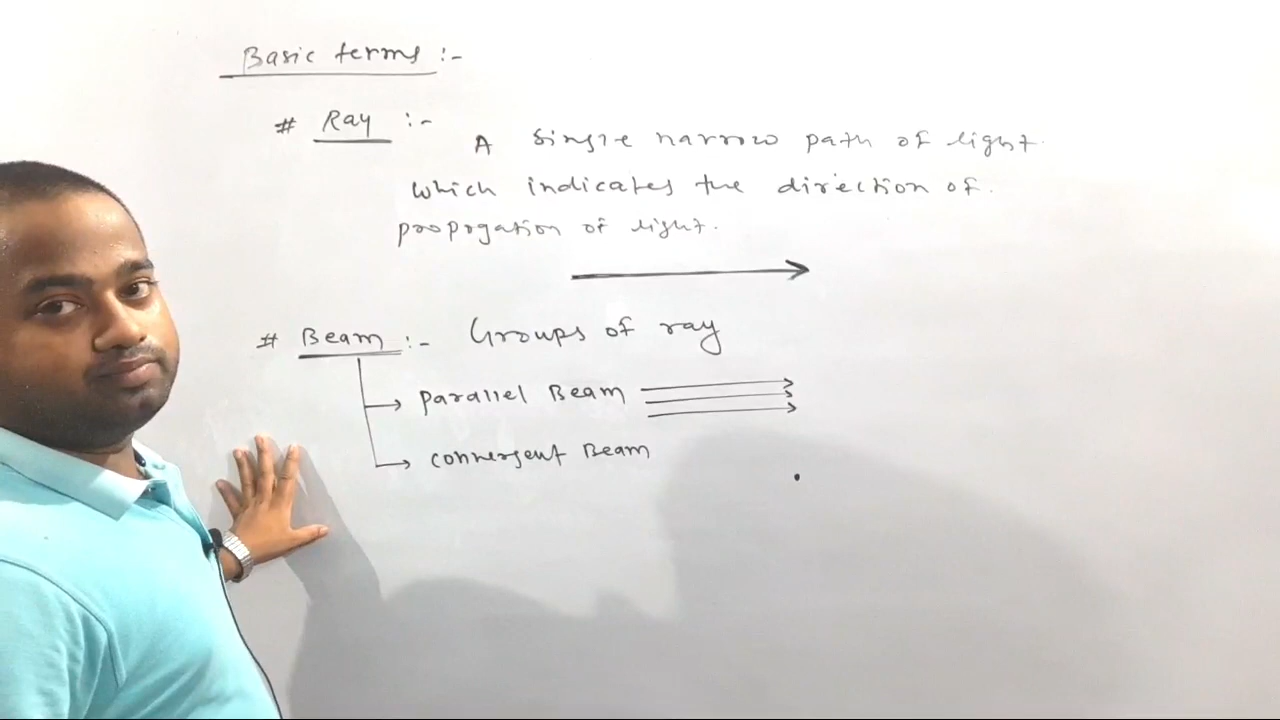 Basic terms :-
# Ray :- A single narrow path of light.
which indicates the direction of.
propogation of light.
# Beam :- Groups of ray
parallel Beam
convergent Beam